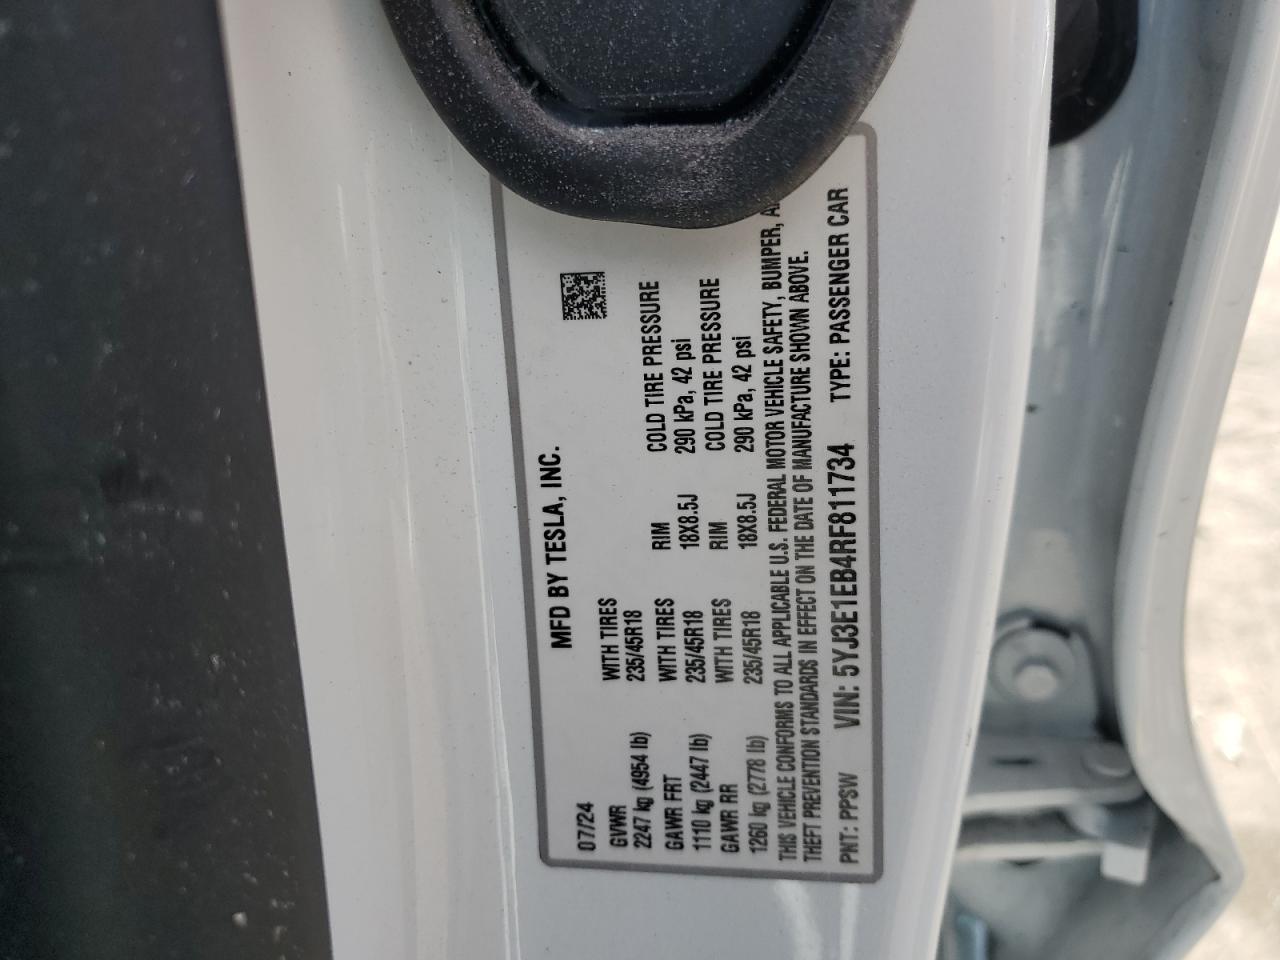 MFD BY TESLA, INC.
07/24
GVWR WITH TIRES RIM COLD TIRE PRESSURE
2247 kg (4954 lb) 235/45R18
GAWR FRT WITH TIRES RIM COLD TIRE PRESSURE
1110 kg (2447 lb) 235/45R18 18X8.5J 290 kPa, 42 psi
GAWR RR WITH TIRES RIM COLD TIRE PRESSURE
1260 kg (2778 lb) 235/45R18 18X8.5J 290 kPa, 42 psi
THIS VEHICLE CONFORMS TO ALL APPLICABLE U.S. FEDERAL MOTOR VEHICLE SAFETY, BUMPER,
THEFT PREVENTION STANDARDS IN EFFECT ON THE DATE OF MANUFACTURE SHOWN ABOVE.
PNT: PPSW VIN: 5YJ3E1EB4RF811734 TYPE: PASSENGER CAR